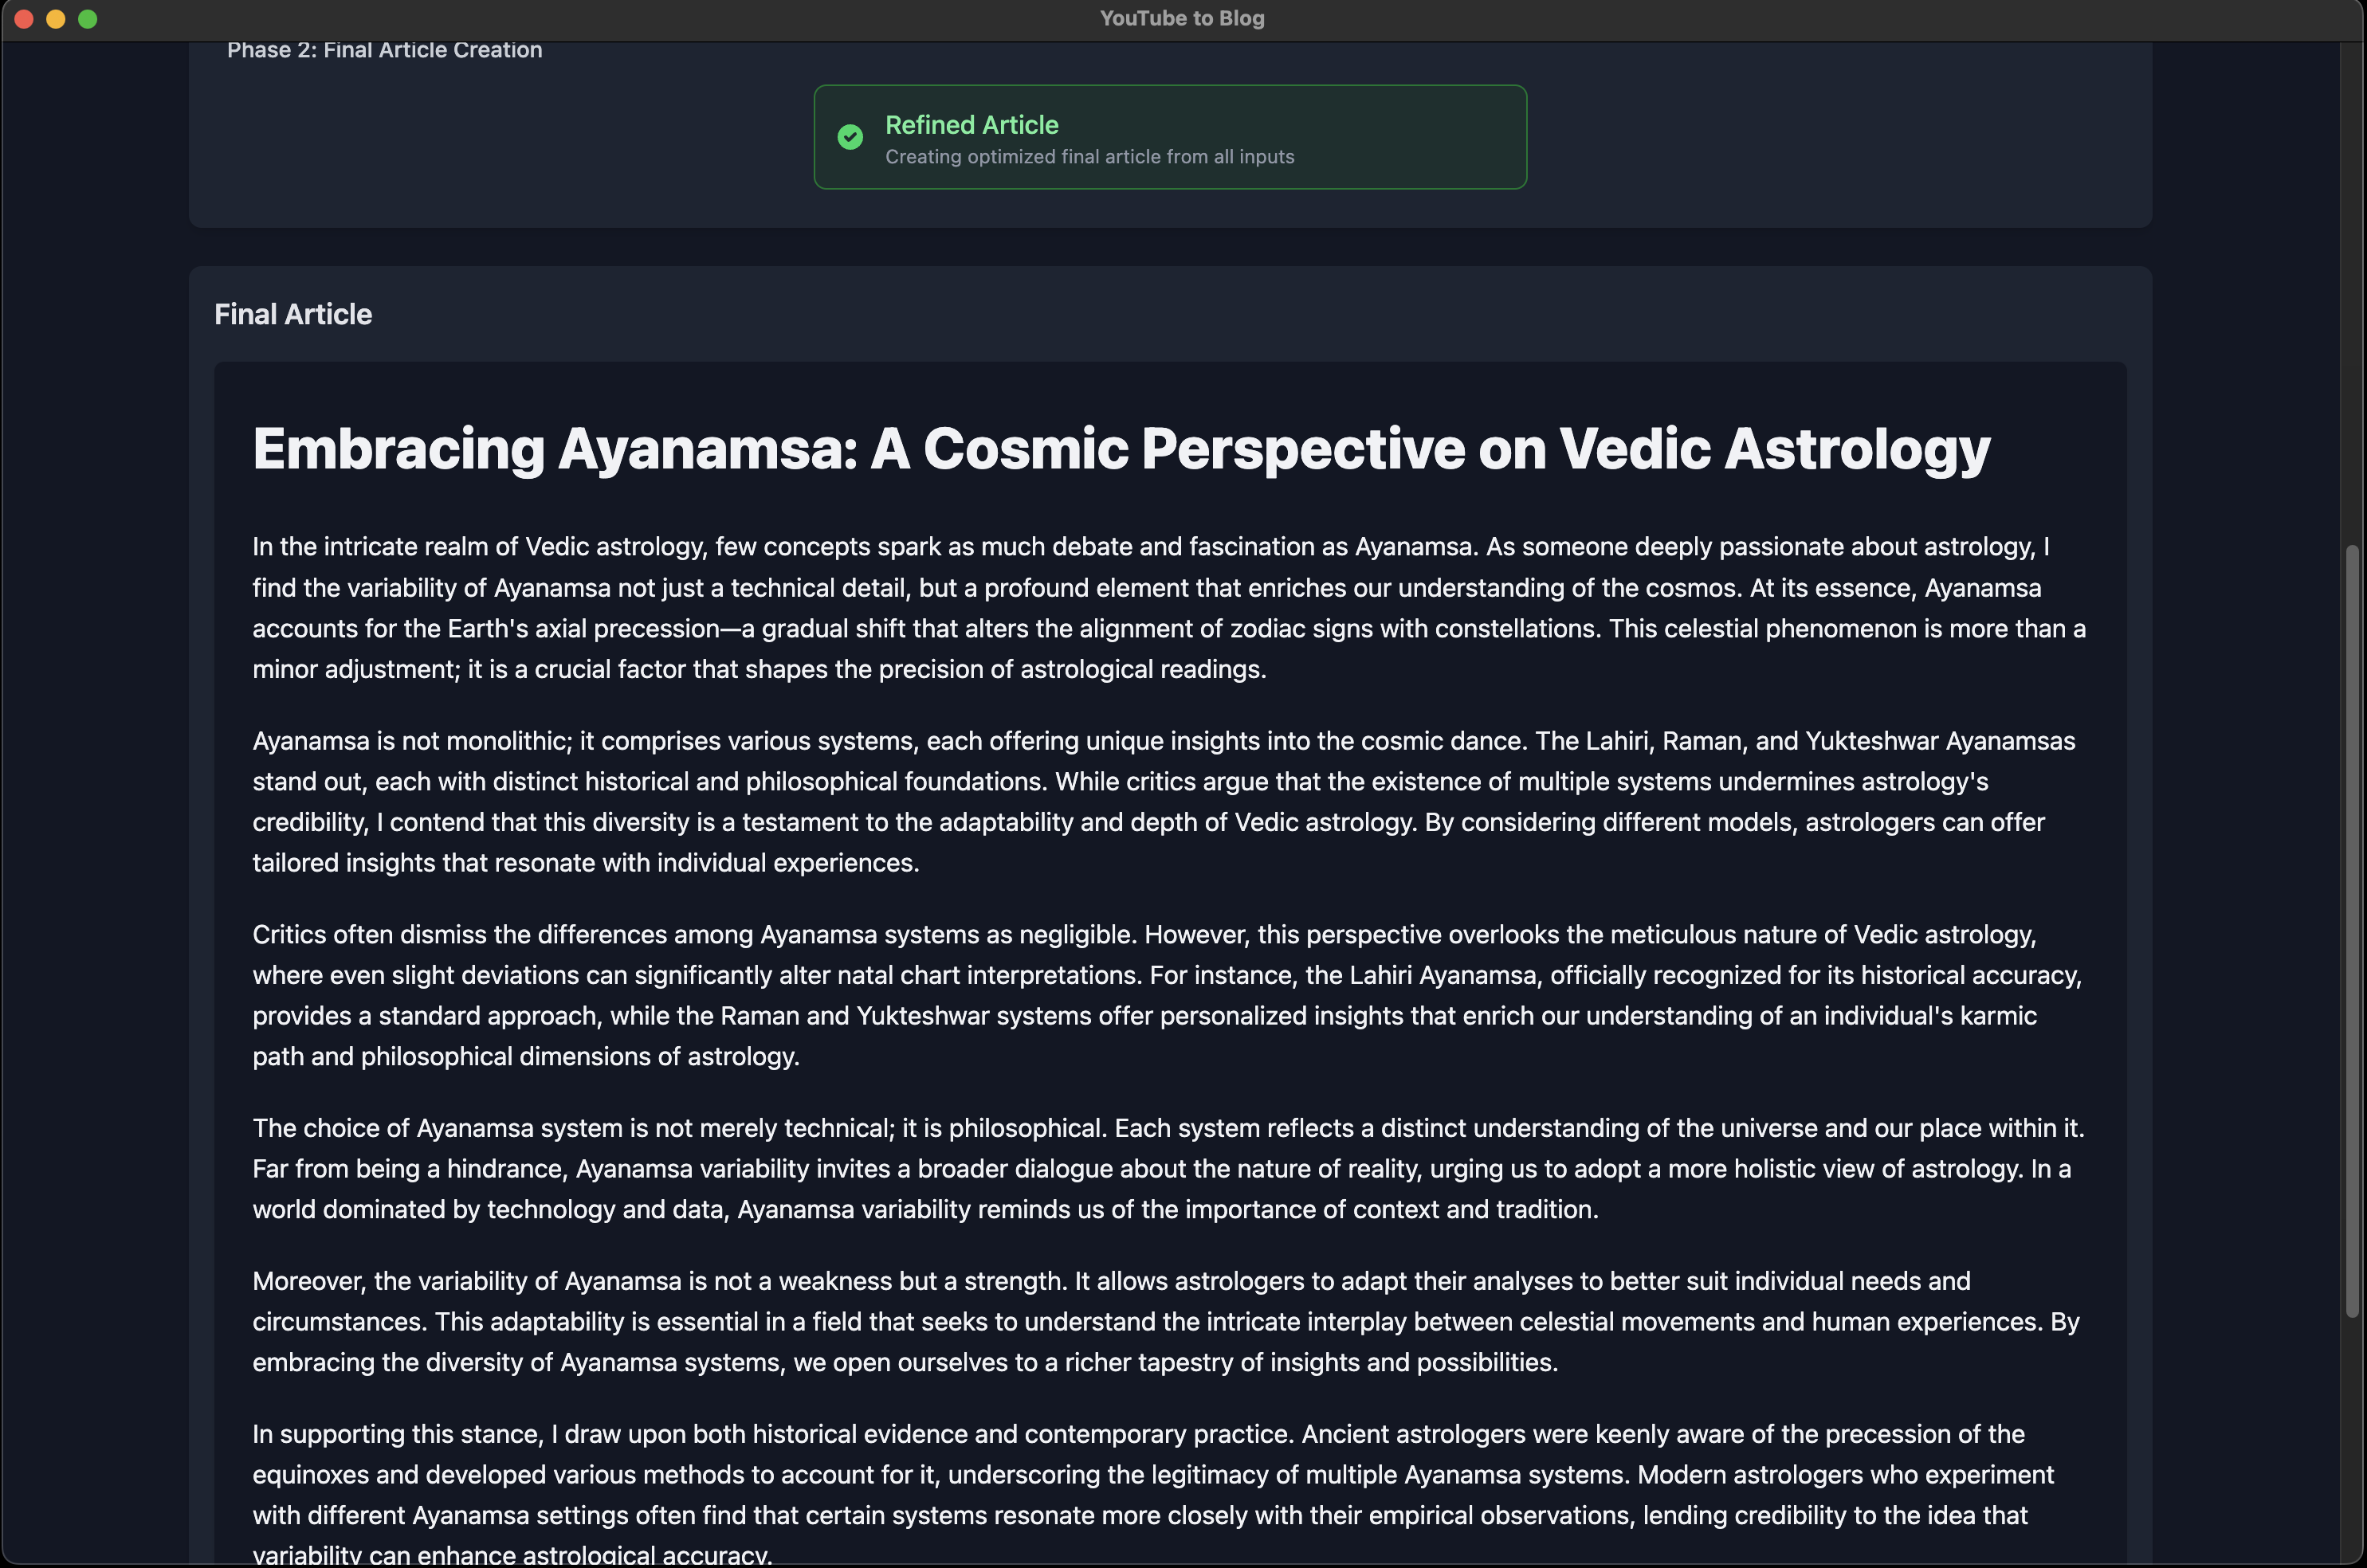 YouTube to Blog
Phase 2: Final Article Creation
Refined Article
Creating optimized final article from all inputs
Final Article
Embracing Ayanamsa: A Cosmic Perspective on Vedic Astrology
In the intricate realm of Vedic astrology, few concepts spark as much debate and fascination as Ayanamsa. As someone deeply passionate about astrology, I
find the variability of Ayanamsa not just a technical detail, but a profound element that enriches our understanding of the cosmos. At its essence, Ayanamsa
accounts for the Earth's axial precession—a gradual shift that alters the alignment of zodiac signs with constellations. This celestial phenomenon is more than a
minor adjustment; it is a crucial factor that shapes the precision of astrological readings.
Ayanamsa is not monolithic; it comprises various systems, each offering unique insights into the cosmic dance. The Lahiri, Raman, and Yukteshwar Ayanamsas
stand out, each with distinct historical and philosophical foundations. While critics argue that the existence of multiple systems undermines astrology's
credibility, I contend that this diversity is a testament to the adaptability and depth of Vedic astrology. By considering different models, astrologers can offer
tailored insights that resonate with individual experiences.
Critics often dismiss the differences among Ayanamsa systems as negligible. However, this perspective overlooks the meticulous nature of Vedic astrology,
where even slight deviations can significantly alter natal chart interpretations. For instance, the Lahiri Ayanamsa, officially recognized for its historical accuracy,
provides a standard approach, while the Raman and Yukteshwar systems offer personalized insights that enrich our understanding of an individual's karmic
path and philosophical dimensions of astrology.
The choice of Ayanamsa system is not merely technical; it is philosophical. Each system reflects a distinct understanding of the universe and our place within it.
Far from being a hindrance, Ayanamsa variability invites a broader dialogue about the nature of reality, urging us to adopt a more holistic view of astrology. In a
world dominated by technology and data, Ayanamsa variability reminds us of the importance of context and tradition.
Moreover, the variability of Ayanamsa is not a weakness but a strength. It allows astrologers to adapt their analyses to better suit individual needs and
circumstances. This adaptability is essential in a field that seeks to understand the intricate interplay between celestial movements and human experiences. By
embracing the diversity of Ayanamsa systems, we open ourselves to a richer tapestry of insights and possibilities.
In supporting this stance, I draw upon both historical evidence and contemporary practice. Ancient astrologers were keenly aware of the precession of the
equinoxes and developed various methods to account for it, underscoring the legitimacy of multiple Ayanamsa systems. Modern astrologers who experiment
with different Ayanamsa settings often find that certain systems resonate more closely with their empirical observations, lending credibility to the idea that
variability can enhance astrological accuracy.